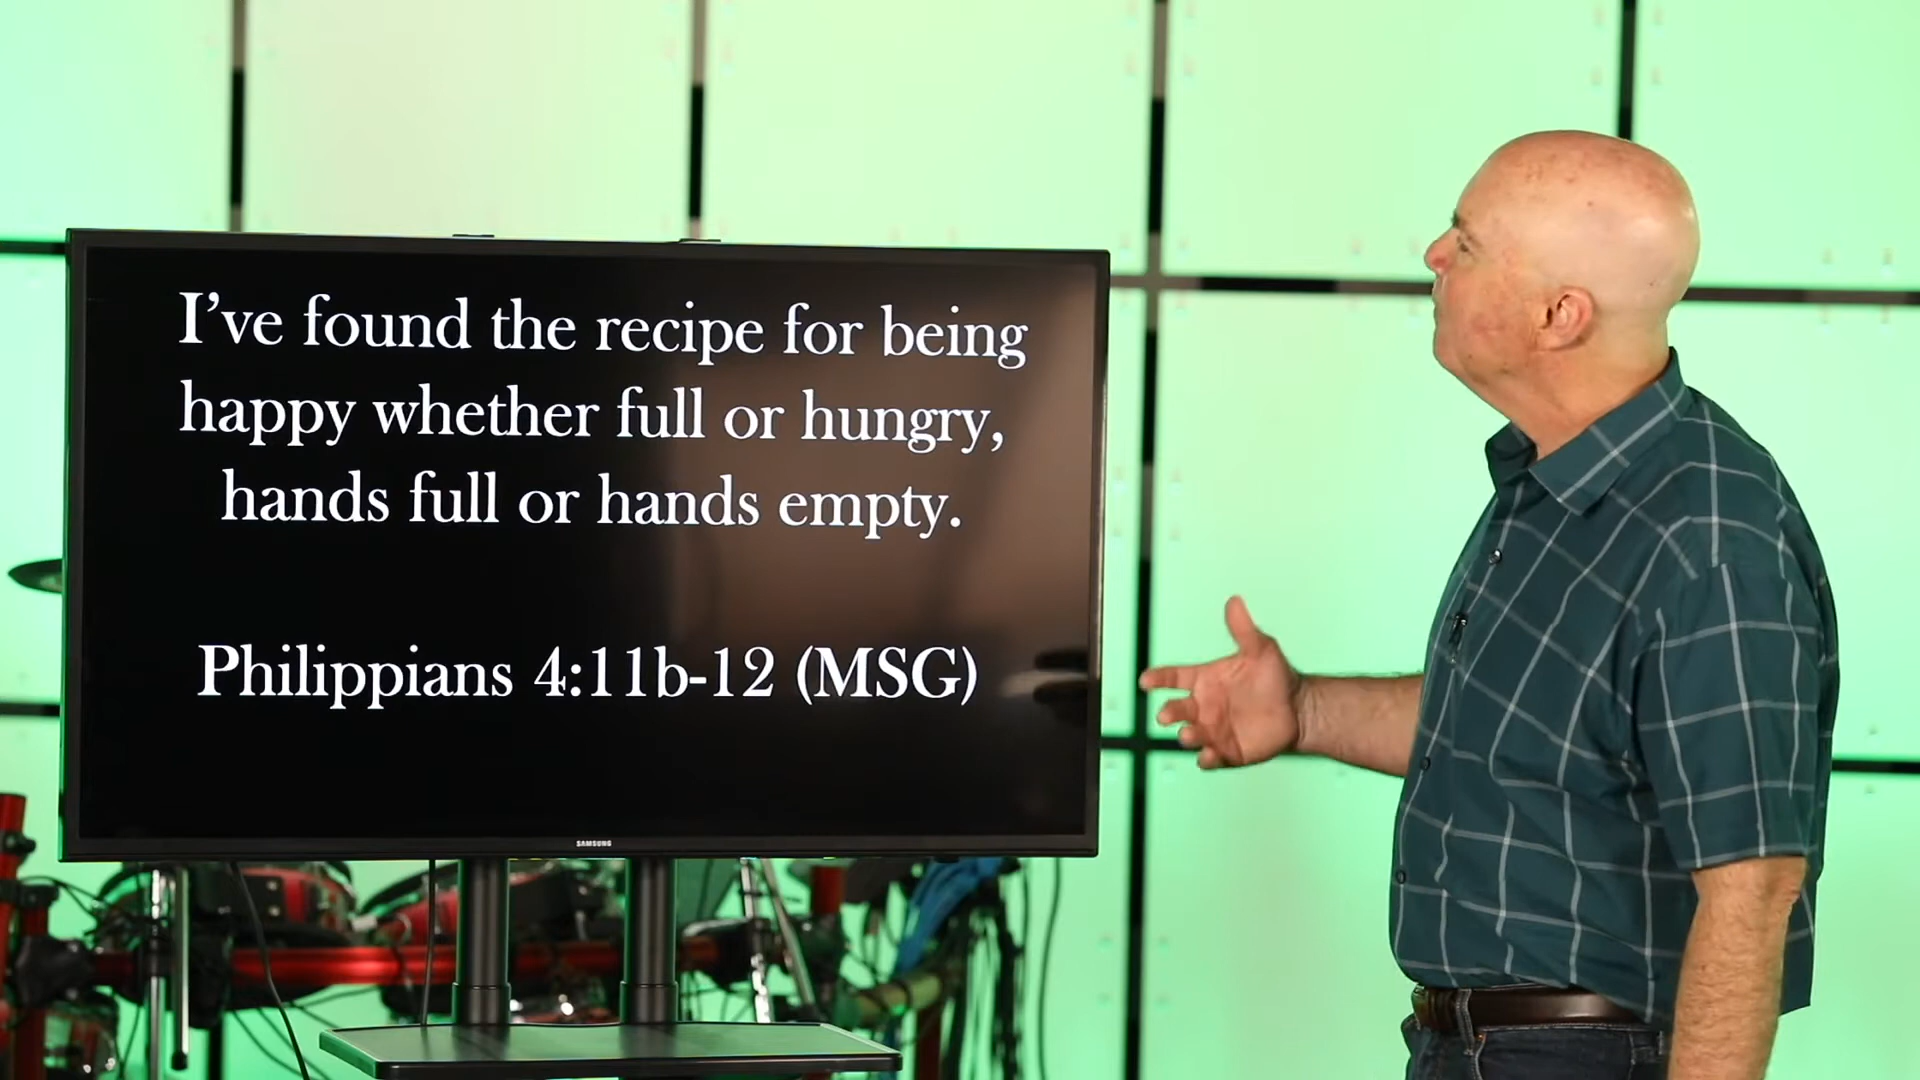 I've found the recipe for being
happy whether full or hungry,
hands full or hands empty.
Philippians 4:11b-12 (MSG)
SAMSUNG